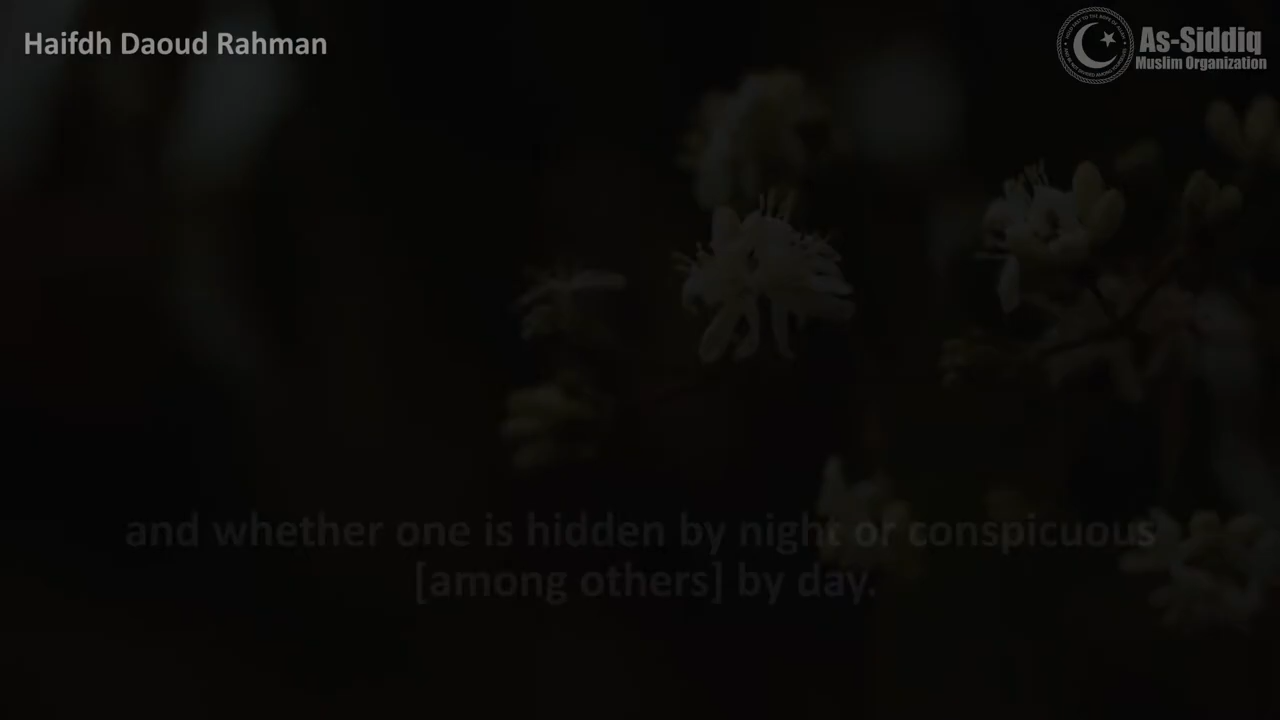 Haifdh Daoud Rahman
As-Siddiq
Muslim Organization
and whether one is hidden by night or conspicuous
[among others] by day.